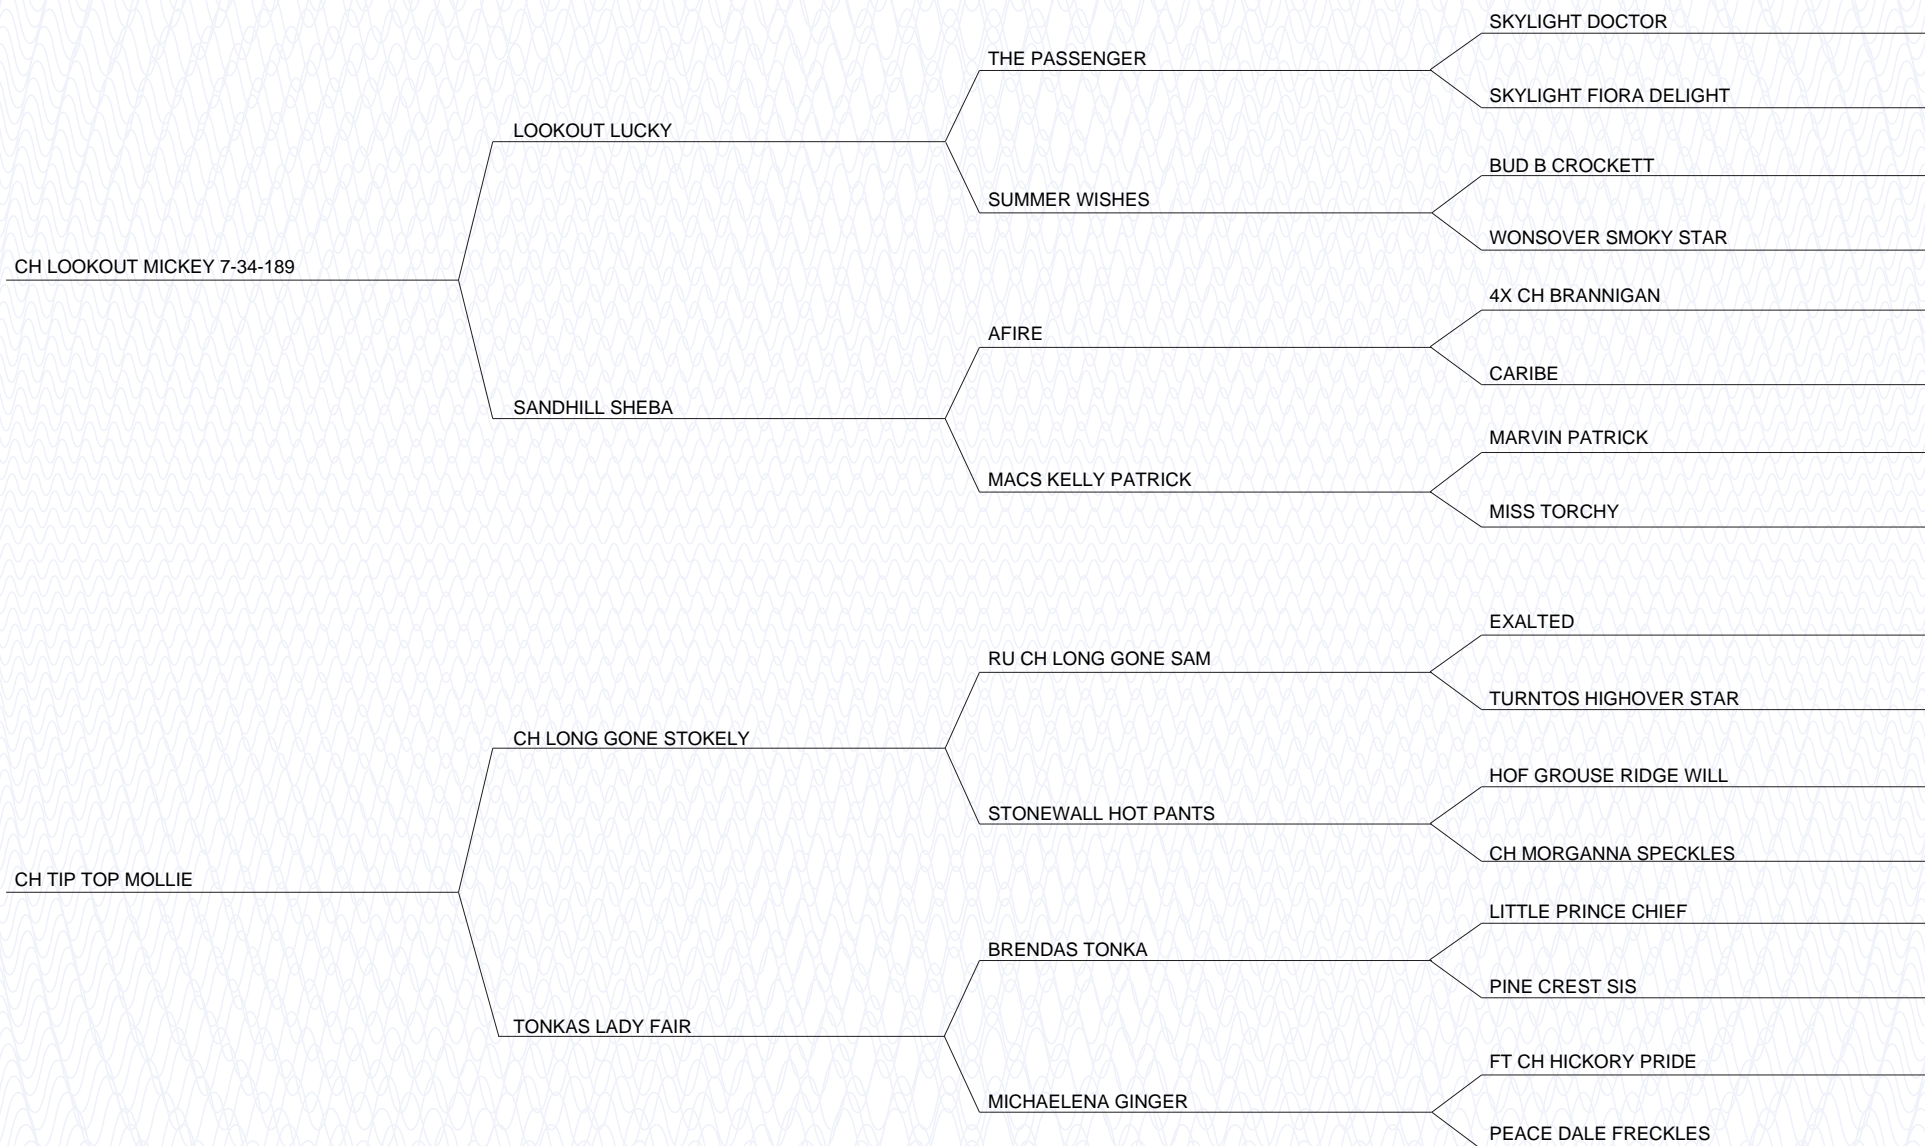 SKYLIGHT DOCTOR
THE PASSENGER
SKYLIGHT FIORA DELIGHT
LOOKOUT LUCKY
BUD B CROCKETT
SUMMER WISHES
WONSOVER SMOKY STAR
CH LOOKOUT MICKEY 7-34-189
4X CH BRANNIGAN
AFIRE
CARIBE
SANDHILL SHEBA
MARVIN PATRICK
MACS KELLY PATRICK
MISS TORCHY
EXALTED
RU CH LONG GONE SAM
TURNTOS HIGHOVER STAR
CH LONG GONE STOKELY
HOF GROUSE RIDGE WILL
STONEWALL HOT PANTS
CH MORGANNA SPECKLES
CH TIP TOP MOLLIE
LITTLE PRINCE CHIEF
BRENDAS TONKA
PINE CREST SIS
TONKAS LADY FAIR
FT CH HICKORY PRIDE
MICHAELENA GINGER
PEACE DALE FRECKLES